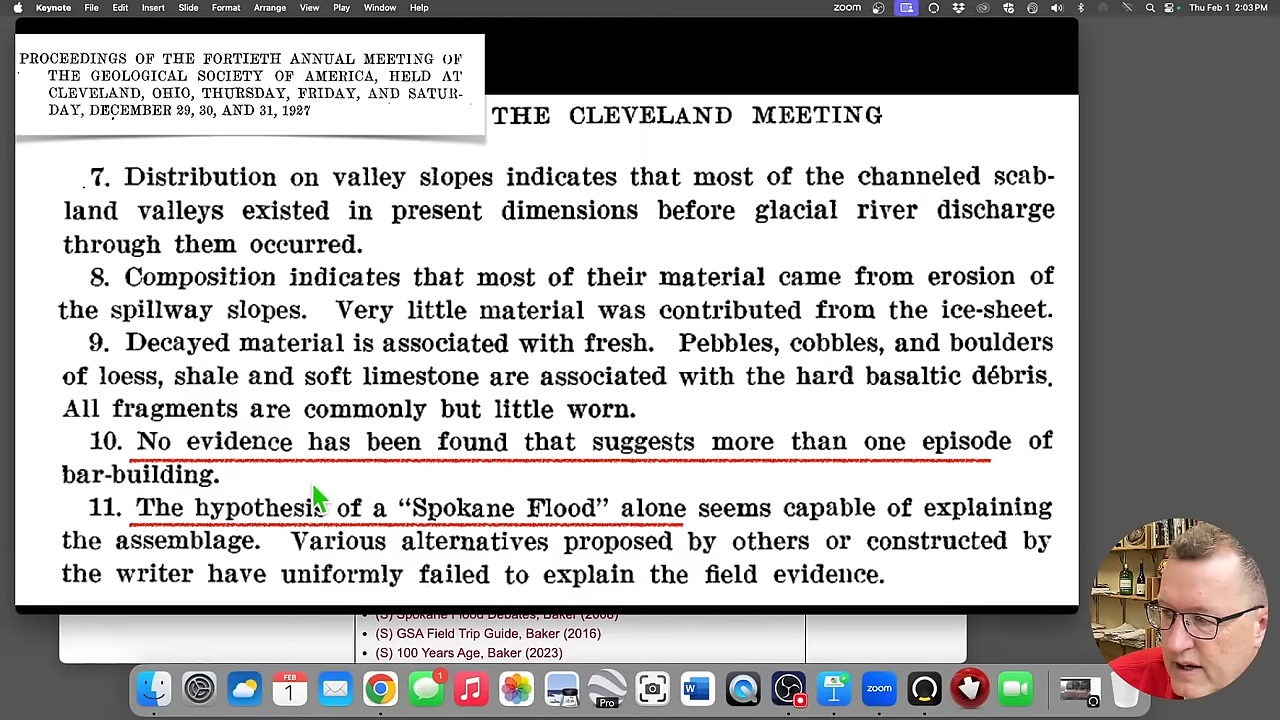 Keynote File Edit Insert Slide Format Arrange View Play Window Help zoom Thu Feb 1 2:03 PM
PROCEEDINGS OF THE FORTIETH ANNUAL MEETING OF
THE GEOLOGICAL SOCIETY OF AMERICA, HELD AT
CLEVELAND, OHIO, THURSDAY, FRIDAY, AND SATUR-
DAY, DECEMBER 29, 30, AND 31, 1927
THE CLEVELAND MEETING
7. Distribution on valley slopes indicates that most of the channeled scab-
land valleys existed in present dimensions before glacial river discharge
through them occurred.
8. Composition indicates that most of their material came from erosion of
the spillway slopes. Very little material was contributed from the ice-sheet.
9. Decayed material is associated with fresh. Pebbles, cobbles, and boulders
of loess, shale and soft limestone are associated with the hard basaltic débris.
All fragments are commonly but little worn.
10. No evidence has been found that suggests more than one episode of
bar-building.
11. The hypothesis of a “Spokane Flood” alone seems capable of explaining
the assemblage. Various alternatives proposed by others or constructed by
the writer have uniformly failed to explain the field evidence.
• (S) Spokane Flood Debates, Baker (2008)
• (S) GSA Field Trip Guide, Baker (2016)
• (S) 100 Years Age, Baker (2023)
FEB
1
1
Pro
W
zoom